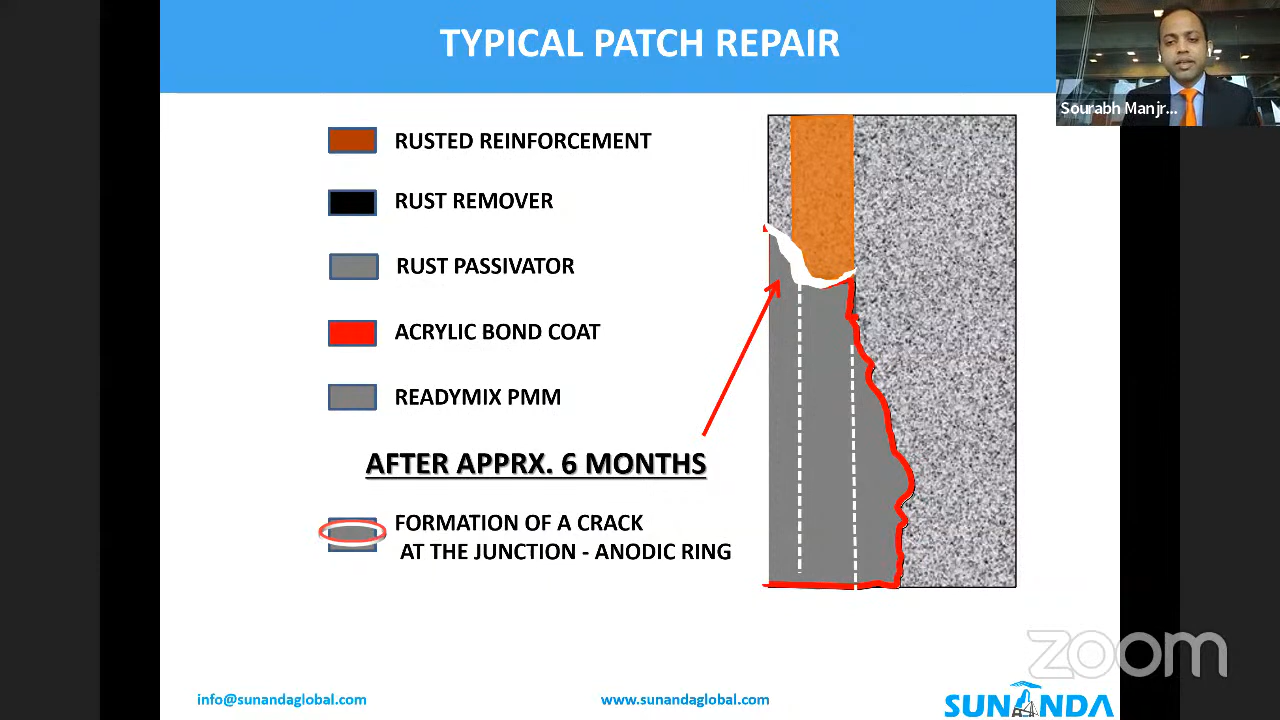 TYPICAL PATCH REPAIR
Sourabh Manjr...
RUSTED REINFORCEMENT
RUST REMOVER
RUST PASSIVATOR
ACRYLIC BOND COAT
READYMIX PMM
AFTER APPRX. 6 MONTHS
FORMATION OF A CRACK
AT THE JUNCTION - ANODIC RING
zoom
info@sunandaglobal.com
www.sunandaglobal.com
SUNANDA